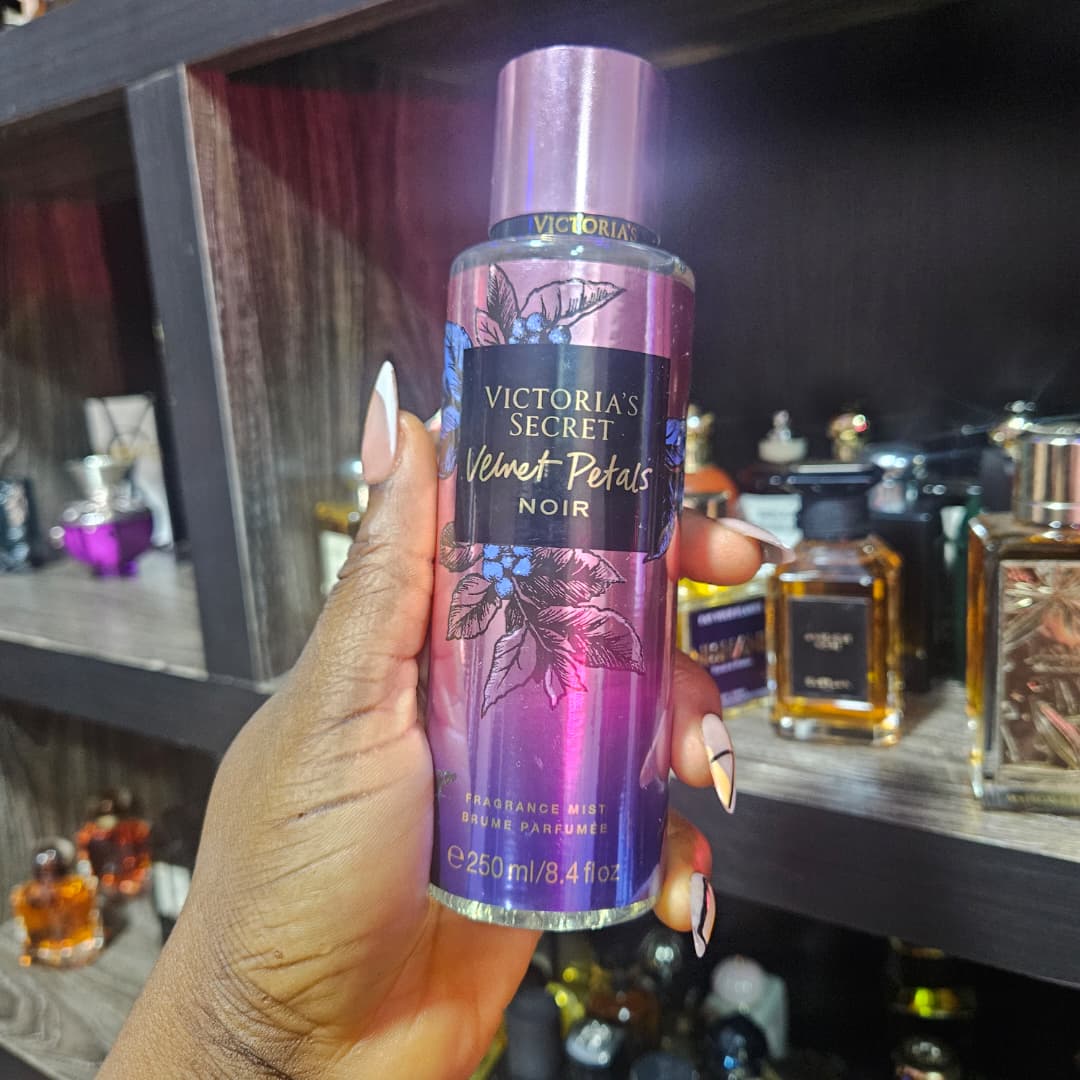 VICTORIA'S
VICTORIA'S
SECRET
Velvet Petals
NOIR
FRAGRANCE MIST
BRUME PARFUMÉE
℮250 ml/8.4 fl oz